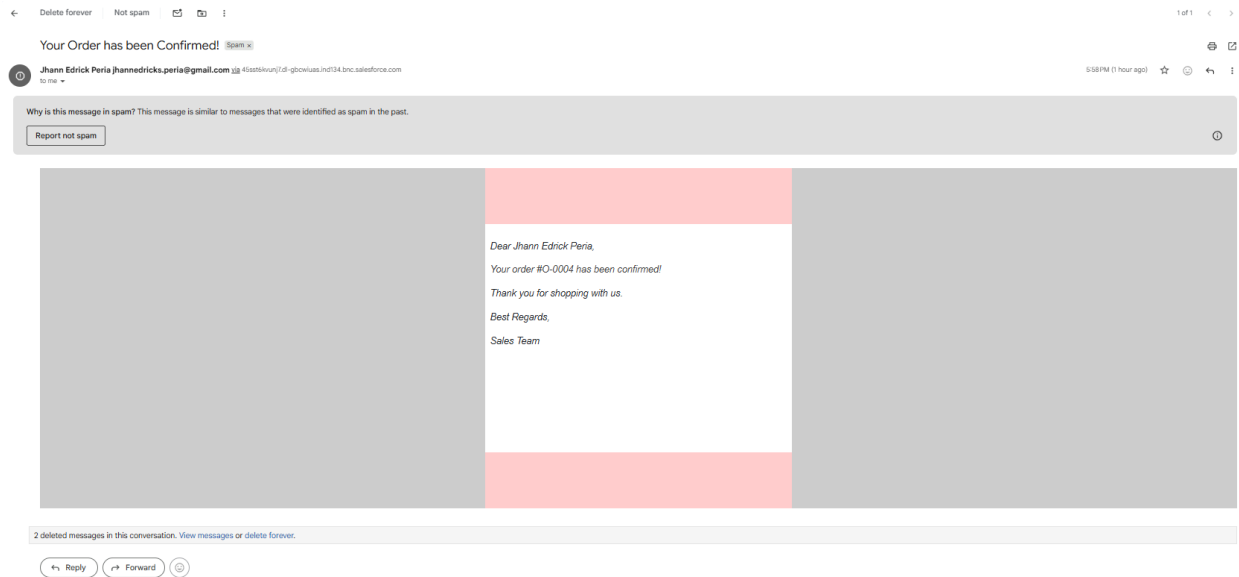 Delete forever Not spam
1 of 1
Your Order has been Confirmed! Spam ×
Jhann Edrick Peria jhannedricks.peria@gmail.com via
5:58 PM (1 hour ago)
to me
Why is this message in spam? This message is similar to messages that were identified as spam in the past.
Report not spam
Dear Jhann Edrick Peria,
Your order #O-0004 has been confirmed!
Thank you for shopping with us.
Best Regards,
Sales Team
2 deleted messages in this conversation. View messages or delete forever.
Reply Forward